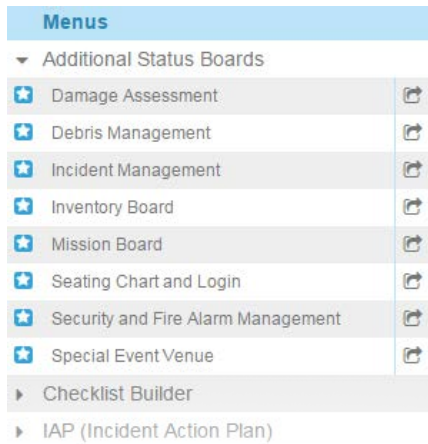 Menus
Additional Status Boards
Damage Assessment
Debris Management
Incident Management
Inventory Board
Mission Board
Seating Chart and Login
Security and Fire Alarm Management
Special Event Venue
Checklist Builder
IAP (Incident Action Plan)